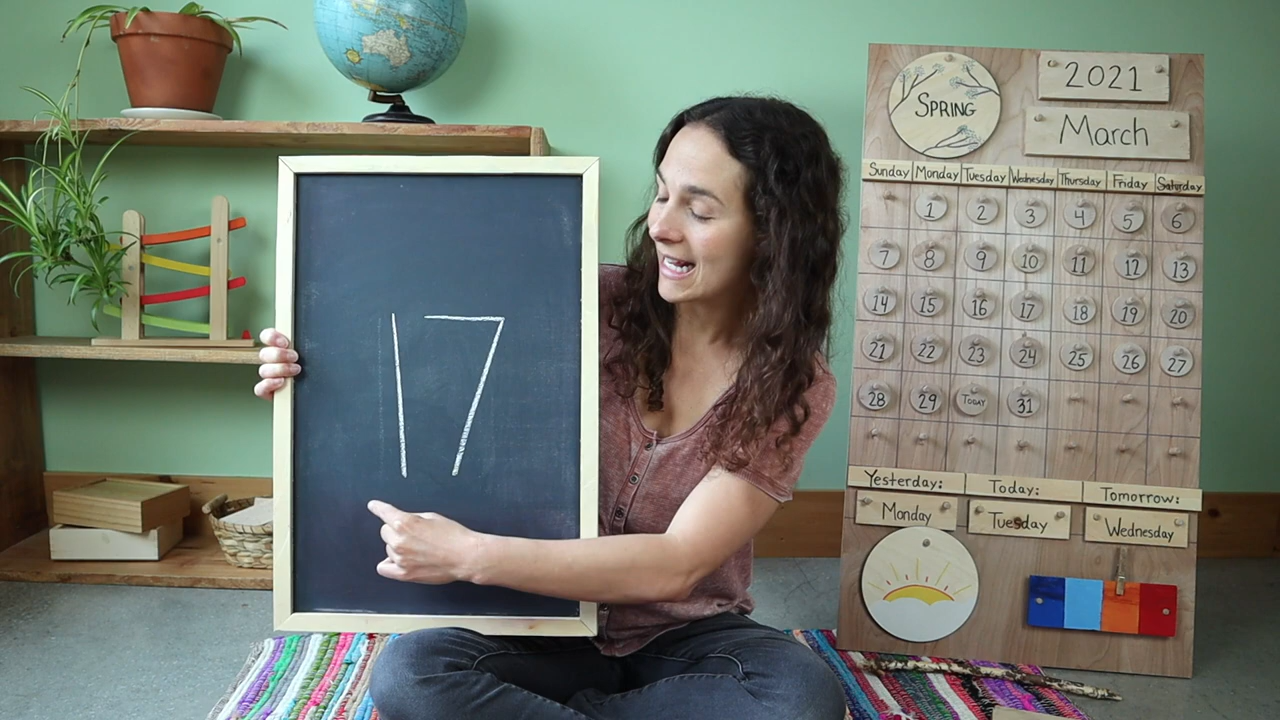 17
SPRING
2021
March
Sunday Monday Tuesday Wednesday Thursday Friday Saturday
1 2 3 4 5 6
7 8 9 10 11 12 13
14 15 16 17 18 19 20
21 22 23 24 25 26 27
28 29 TODAY 31
Yesterday: Today: Tomorrow:
Monday Tuesday Wednesday